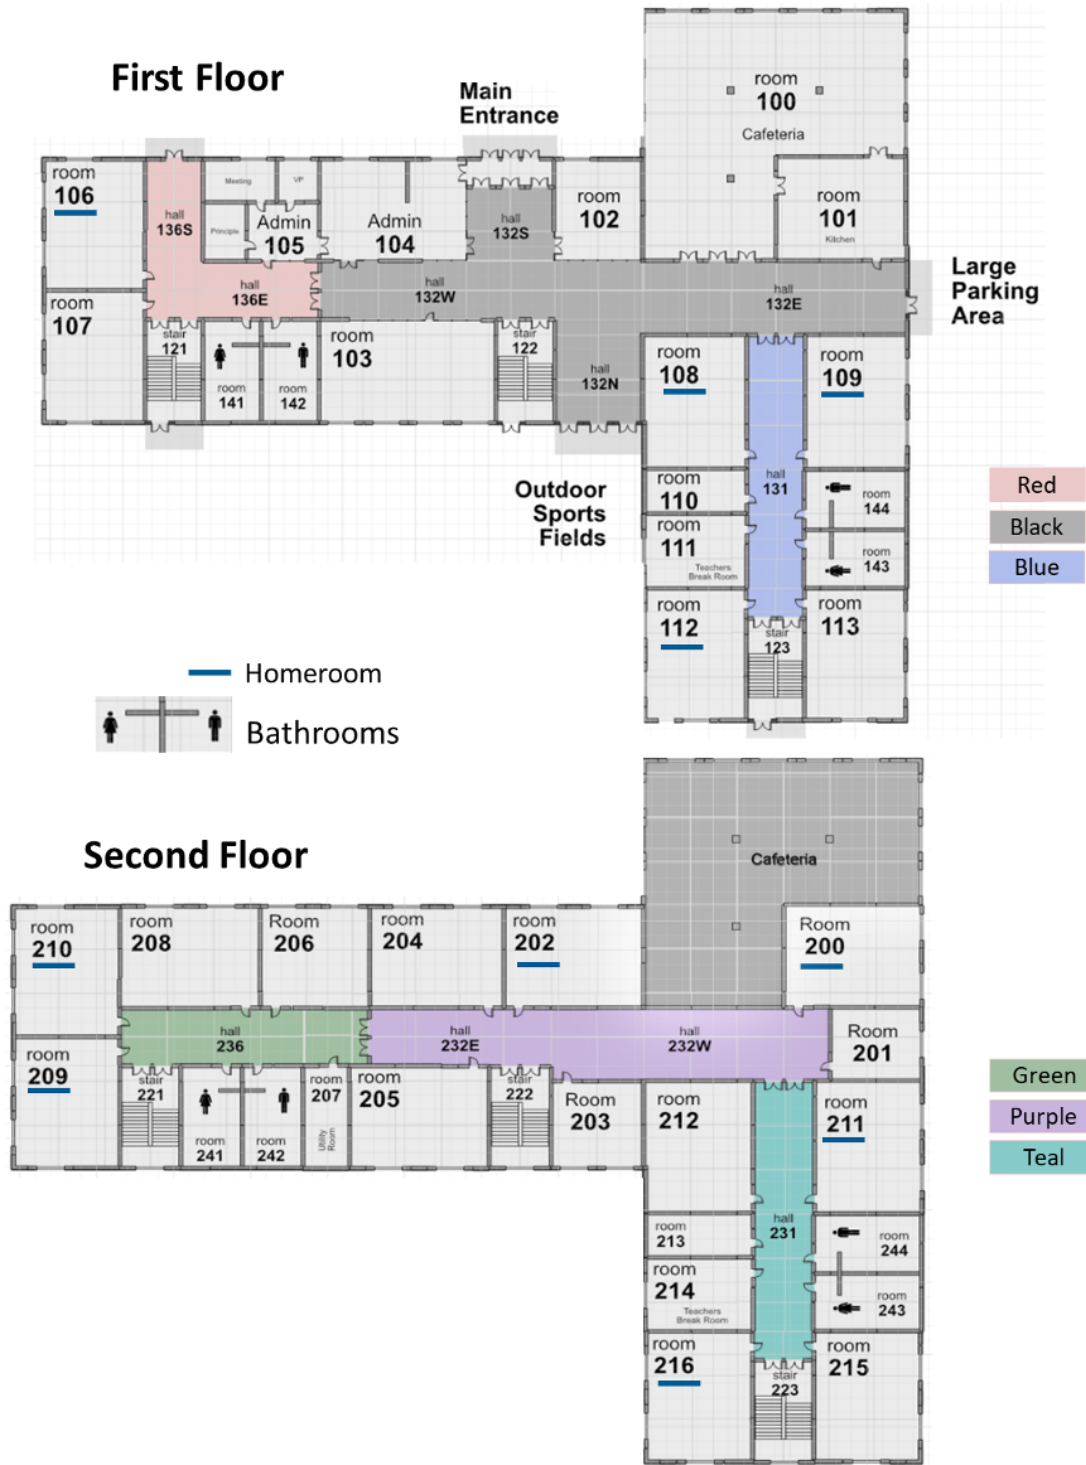 First Floor
Main
Entrance
room
100
Cafeteria
room
106
hall
136S
Meeting
VP
Principle
Admin
105
Admin
104
hall
132S
room
102
room
101
Kitchen
room
107
hall
136E
hall
132W
hall
132E
Large
Parking
Area
stair
121
room
141
room
142
room
103
stair
122
hall
132N
room
108
room
109
Outdoor
Sports
Fields
room
110
hall
131
room
144
room
111
Teachers
Break Room
room
143
room
112
stair
123
room
113
Red
Black
Blue
Homeroom
Bathrooms
Second Floor
Cafeteria
room
210
room
208
Room
206
room
204
room
202
Room
200
hall
236
hall
232E
hall
232W
Room
201
room
209
stair
221
room
241
room
242
room
207
Utility
Room
room
205
stair
222
Room
203
room
212
room
211
room
213
hall
231
room
244
room
214
Teachers
Break Room
room
243
room
216
stair
223
room
215
Green
Purple
Teal